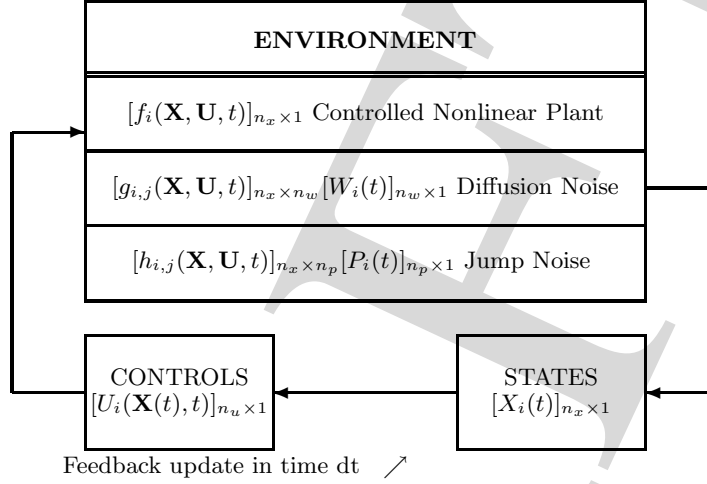 ENVIRONMENT
[f_i(X, U, t)]_{n_x×1} Controlled Nonlinear Plant
[g_{i,j}(X, U, t)]_{n_x×n_w}[W_i(t)]_{n_w×1} Diffusion Noise
[h_{i,j}(X, U, t)]_{n_x×n_p}[P_i(t)]_{n_p×1} Jump Noise
CONTROLS
[U_i(X(t), t)]_{n_u×1}
STATES
[X_i(t)]_{n_x×1}
Feedback update in time dt ↗